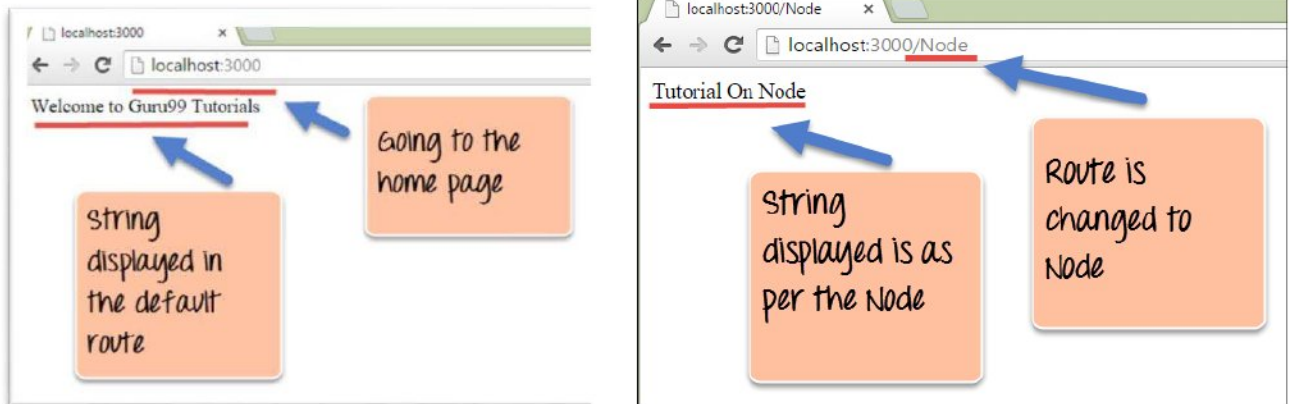 localhost:3000
localhost:3000
Welcome to Guru99 Tutorials
Going to the
home page
String
displayed in
the default
route
localhost:3000/Node
localhost:3000/Node
Tutorial On Node
String
displayed is as
per the Node
Route is
changed to
Node